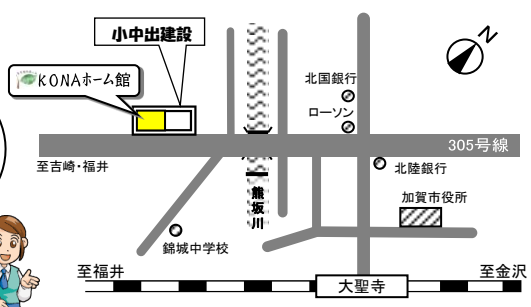 小中出建設
N
KONAホーム館
北国銀行
ローソン
305号線
至吉崎・福井
北陸銀行
熊坂川
加賀市役所
錦城中学校
至福井
至金沢
大聖寺